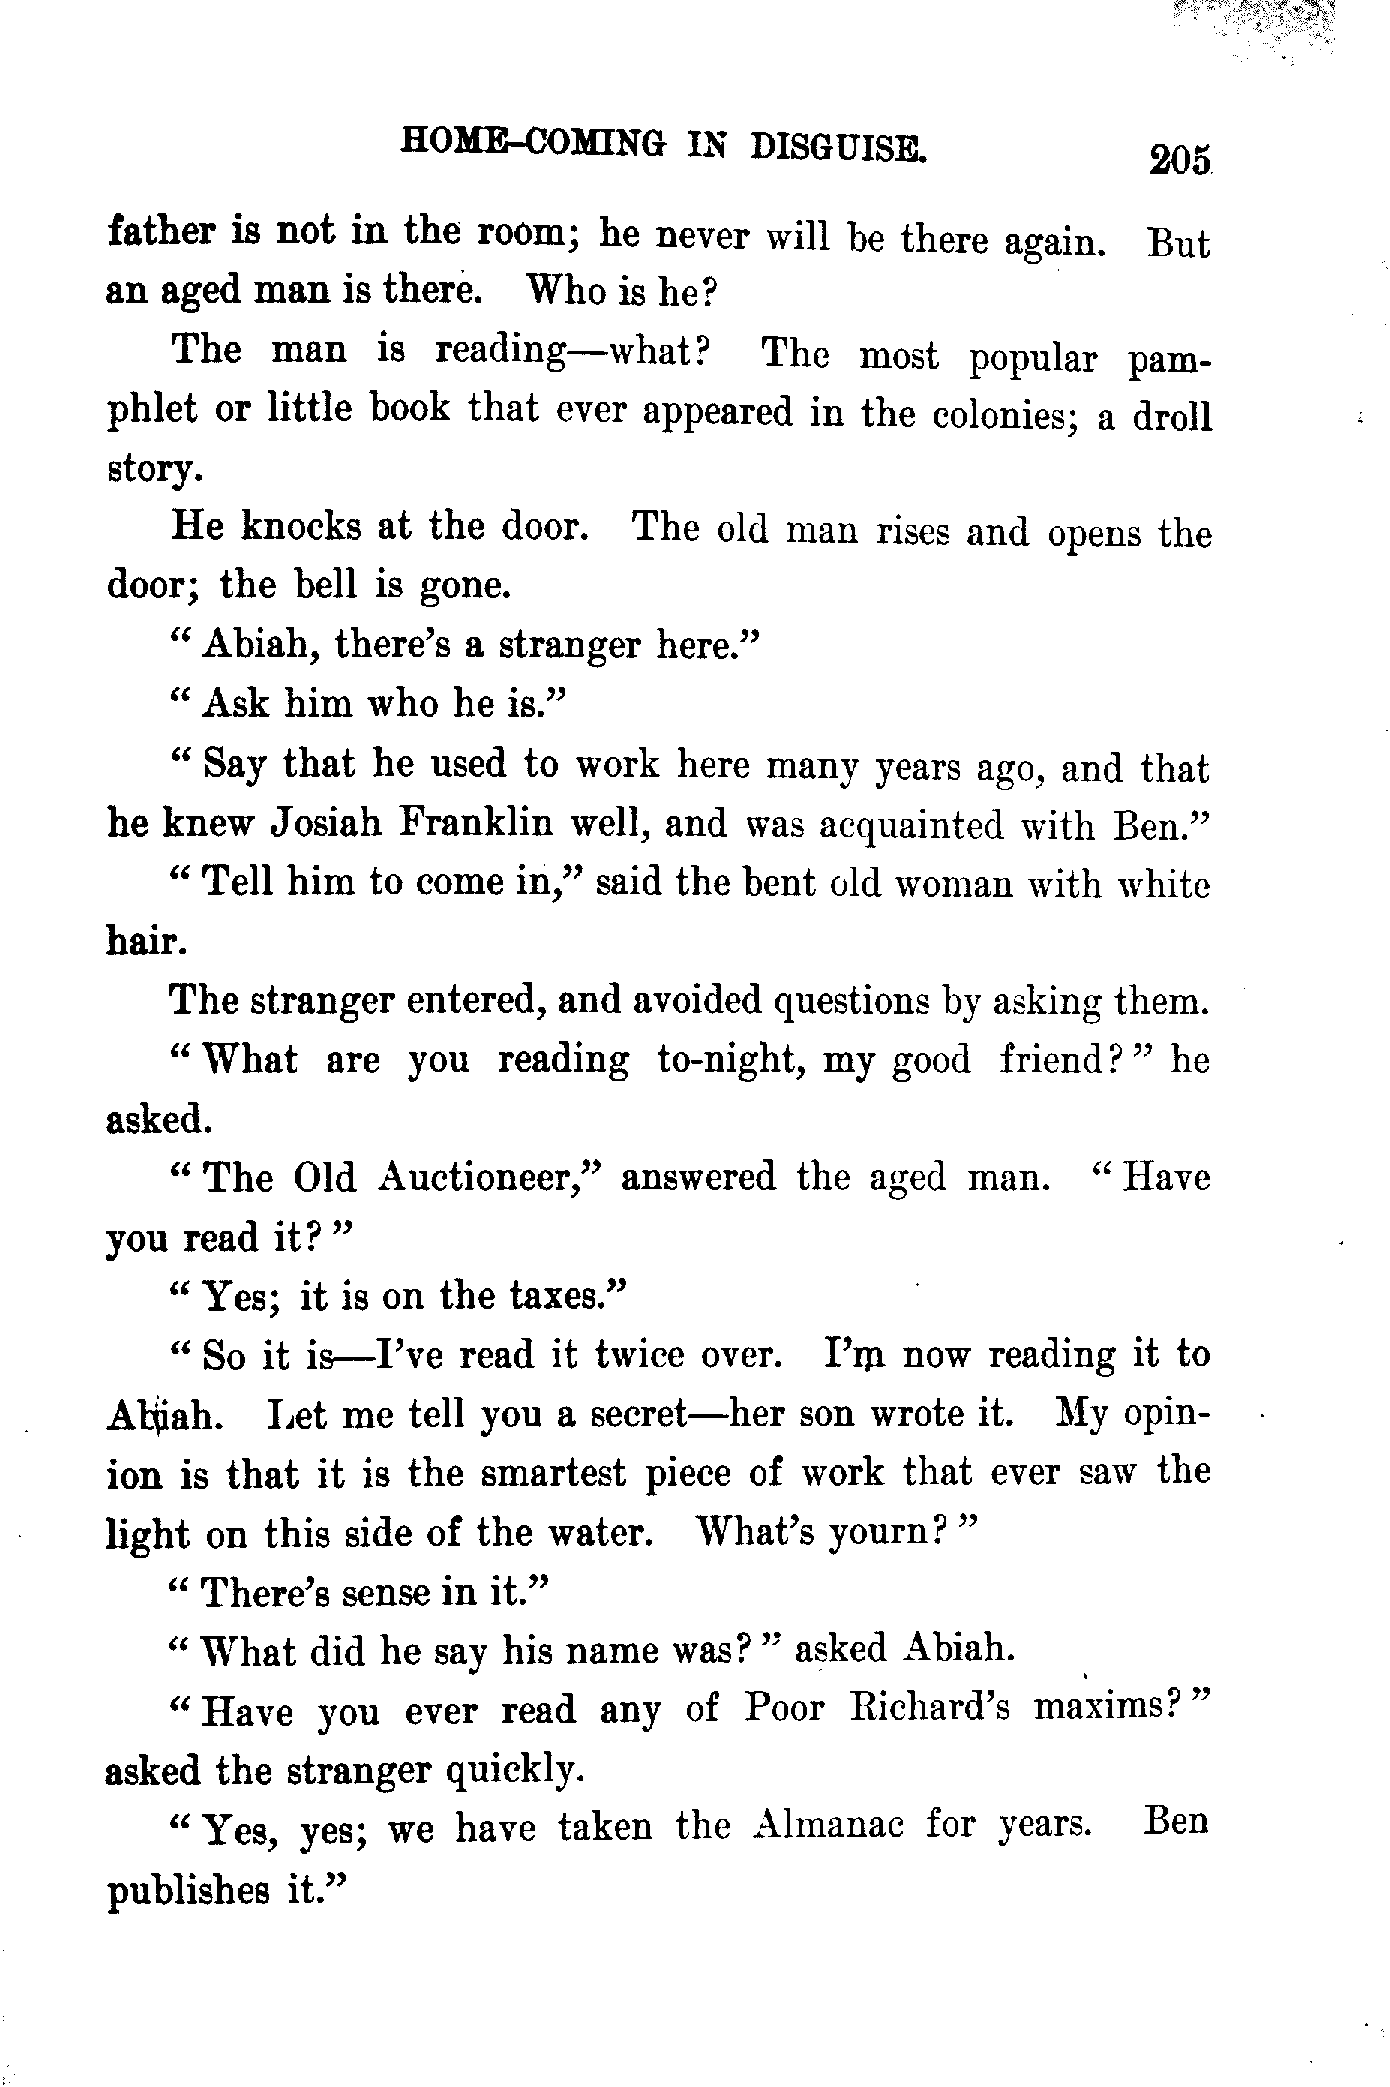 HOME-COMING IN DISGUISE. 205
father is not in the room; he never will be there again. But
an aged man is there. Who is he?
The man is reading—what? The most popular pam-
phlet or little book that ever appeared in the colonies; a droll
story.
He knocks at the door. The old man rises and opens the
door; the bell is gone.
“ Abiah, there’s a stranger here.”
“ Ask him who he is.”
“ Say that he used to work here many years ago, and that
he knew Josiah Franklin well, and was acquainted with Ben.”
“ Tell him to come in,” said the bent old woman with white
hair.
The stranger entered, and avoided questions by asking them.
“ What are you reading to-night, my good friend? ” he
asked.
“ The Old Auctioneer,” answered the aged man. “ Have
you read it? ”
“ Yes; it is on the taxes.”
“ So it is—I’ve read it twice over. I’m now reading it to
Abiah. Let me tell you a secret—her son wrote it. My opin-
ion is that it is the smartest piece of work that ever saw the
light on this side of the water. What’s yourn? ”
“ There’s sense in it.”
“ What did he say his name was? ” asked Abiah.
“ Have you ever read any of Poor Richard’s maxims? ”
asked the stranger quickly.
“ Yes, yes; we have taken the Almanac for years. Ben
publishes it.”